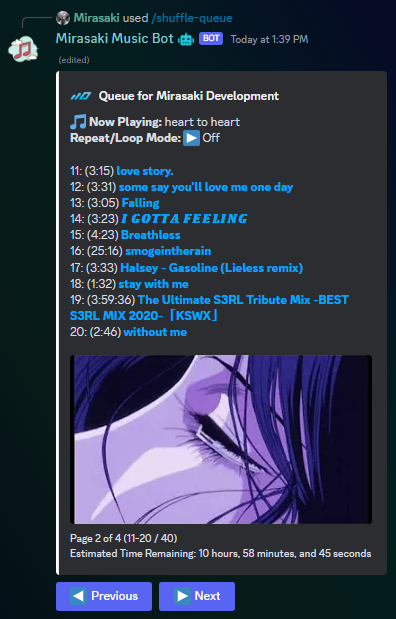 Mirasaki used /shuffle-queue
Mirasaki Music Bot BOT Today at 1:39 PM
(edited)
Queue for Mirasaki Development
Now Playing: heart to heart
Repeat/Loop Mode: Off
11: (3:15) love story.
12: (3:31) some say you'll love me one day
13: (3:05) Falling
14: (3:23) 𝙄 𝙂𝙊𝙏𝙏𝘼 𝙁𝙀𝙀𝙇𝙄𝙉𝙂
15: (4:23) Breathless
16: (25:16) smogeintherain
17: (3:33) Halsey - Gasoline (Lieless remix)
18: (1:32) stay with me
19: (3:59:36) The Ultimate S3RL Tribute Mix -BEST
S3RL MIX 2020-「KSWX」
20: (2:46) without me
Page 2 of 4 (11-20 / 40)
Estimated Time Remaining: 10 hours, 58 minutes, and 45 seconds
Previous
Next